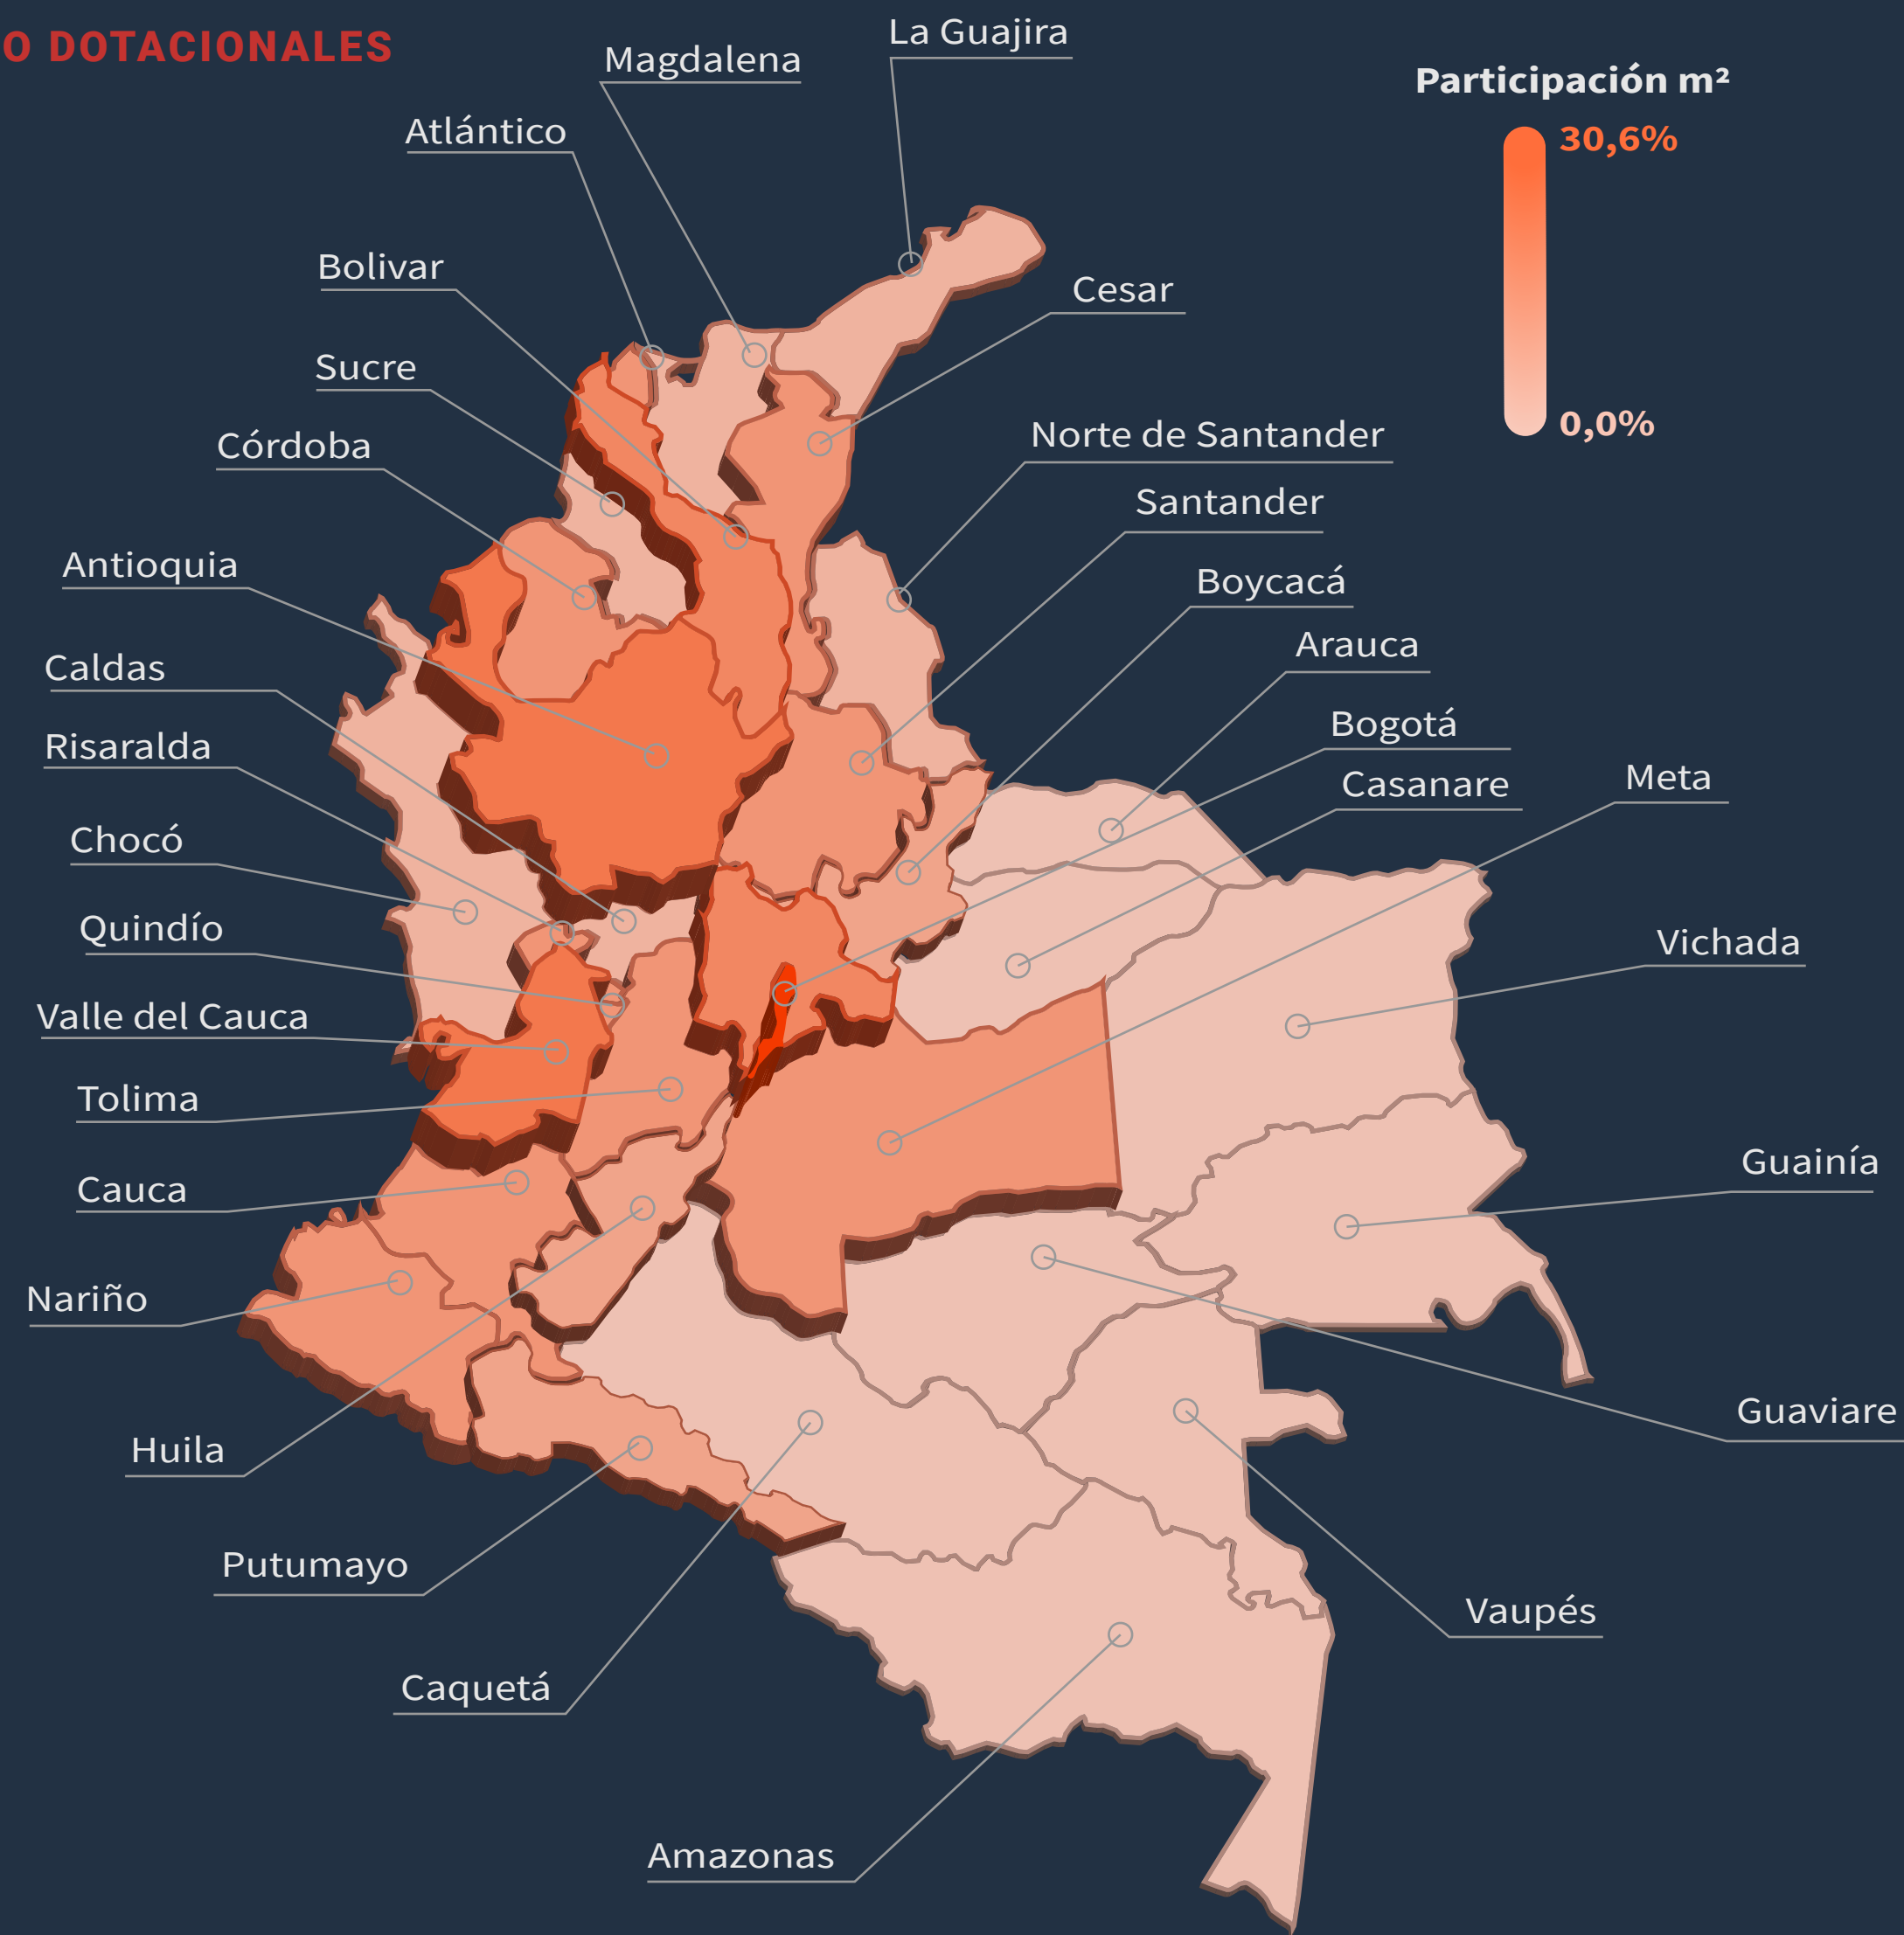 O DOTACIONALES
La Guajira
Magdalena
Participación m²
30,6%
Atlántico
Bolivar
Cesar
Sucre
0,0%
Norte de Santander
Córdoba
Santander
Antioquia
Boycacá
Arauca
Caldas
Bogotá
Risaralda
Meta
Casanare
Chocó
Quindío
Vichada
Valle del Cauca
Tolima
Guainía
Cauca
Nariño
Guaviare
Huila
Putumayo
Vaupés
Caquetá
Amazonas